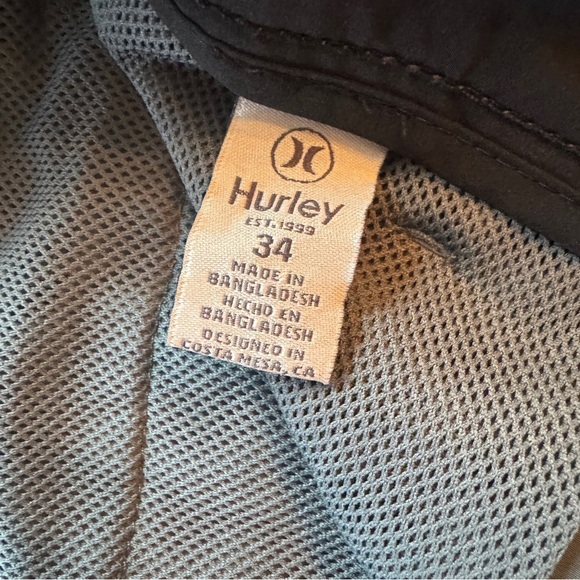 Hurley
EST.1999
34
MADE IN
BANGLADESH
HECHO EN
BANGLADESH
DESIGNED IN
COSTA MESA, CA